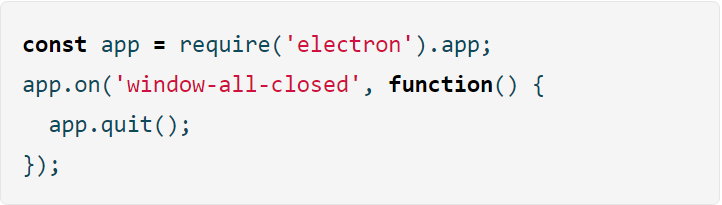 const app = require('electron').app;
app.on('window-all-closed', function() {
  app.quit();
});